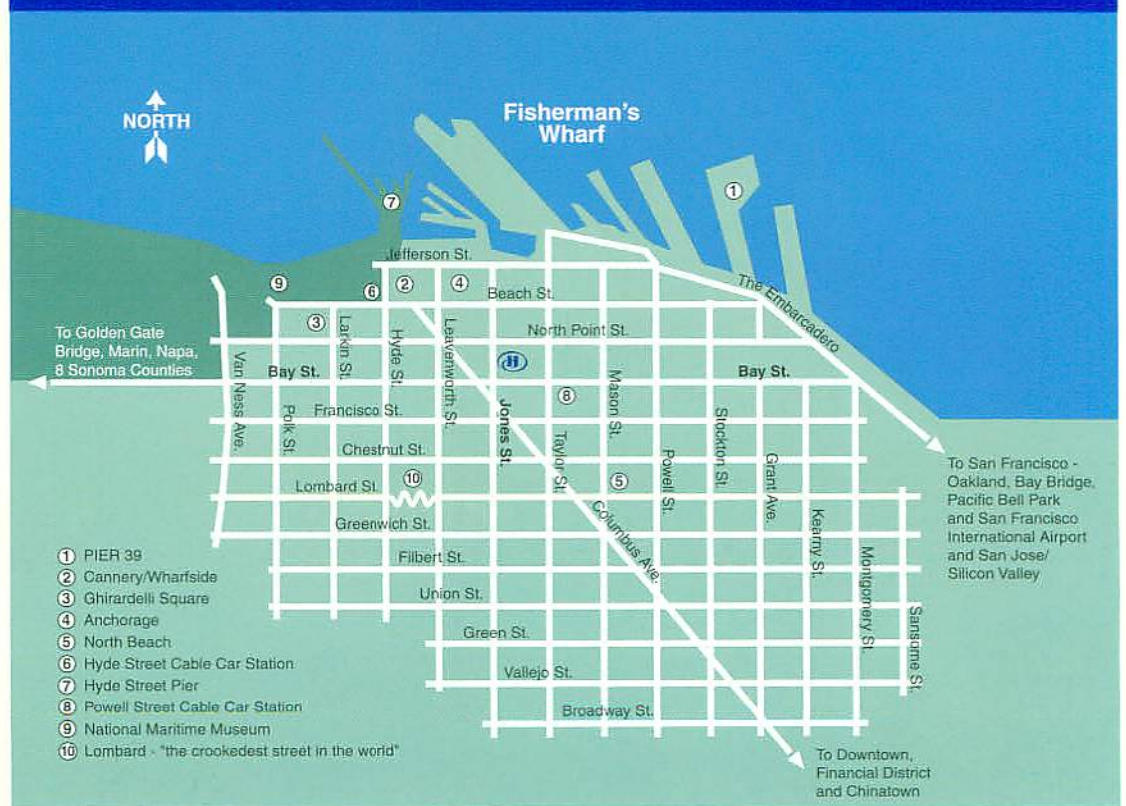 NORTH
Fisherman's
Wharf
1
7
Jefferson St.
9
6
2
4
Beach St.
The Embarcadero
3
North Point St.
To Golden Gate
Bridge, Marin, Napa,
8 Sonoma Counties
Van Ness Ave.
Polk St.
Larkin St.
Hyde St.
Leavenworth St.
Jones St.
Taylor St.
Mason St.
Powell St.
Stockton St.
Grant Ave.
Kearny St.
Montgomery St.
Sansome St.
H
Bay St.
Bay St.
8
Francisco St.
Chestnut St.
10
5
Lombard St.
Columbus Ave.
Greenwich St.
Filbert St.
Union St.
Green St.
Vallejo St.
Broadway St.
To San Francisco -
Oakland, Bay Bridge,
Pacific Bell Park
and San Francisco
International Airport
and San Jose/
Silicon Valley
1 PIER 39
2 Cannery/Wharfside
3 Ghirardelli Square
4 Anchorage
5 North Beach
6 Hyde Street Cable Car Station
7 Hyde Street Pier
8 Powell Street Cable Car Station
9 National Maritime Museum
10 Lombard - "the crookedest street in the world"
To Downtown,
Financial District
and Chinatown